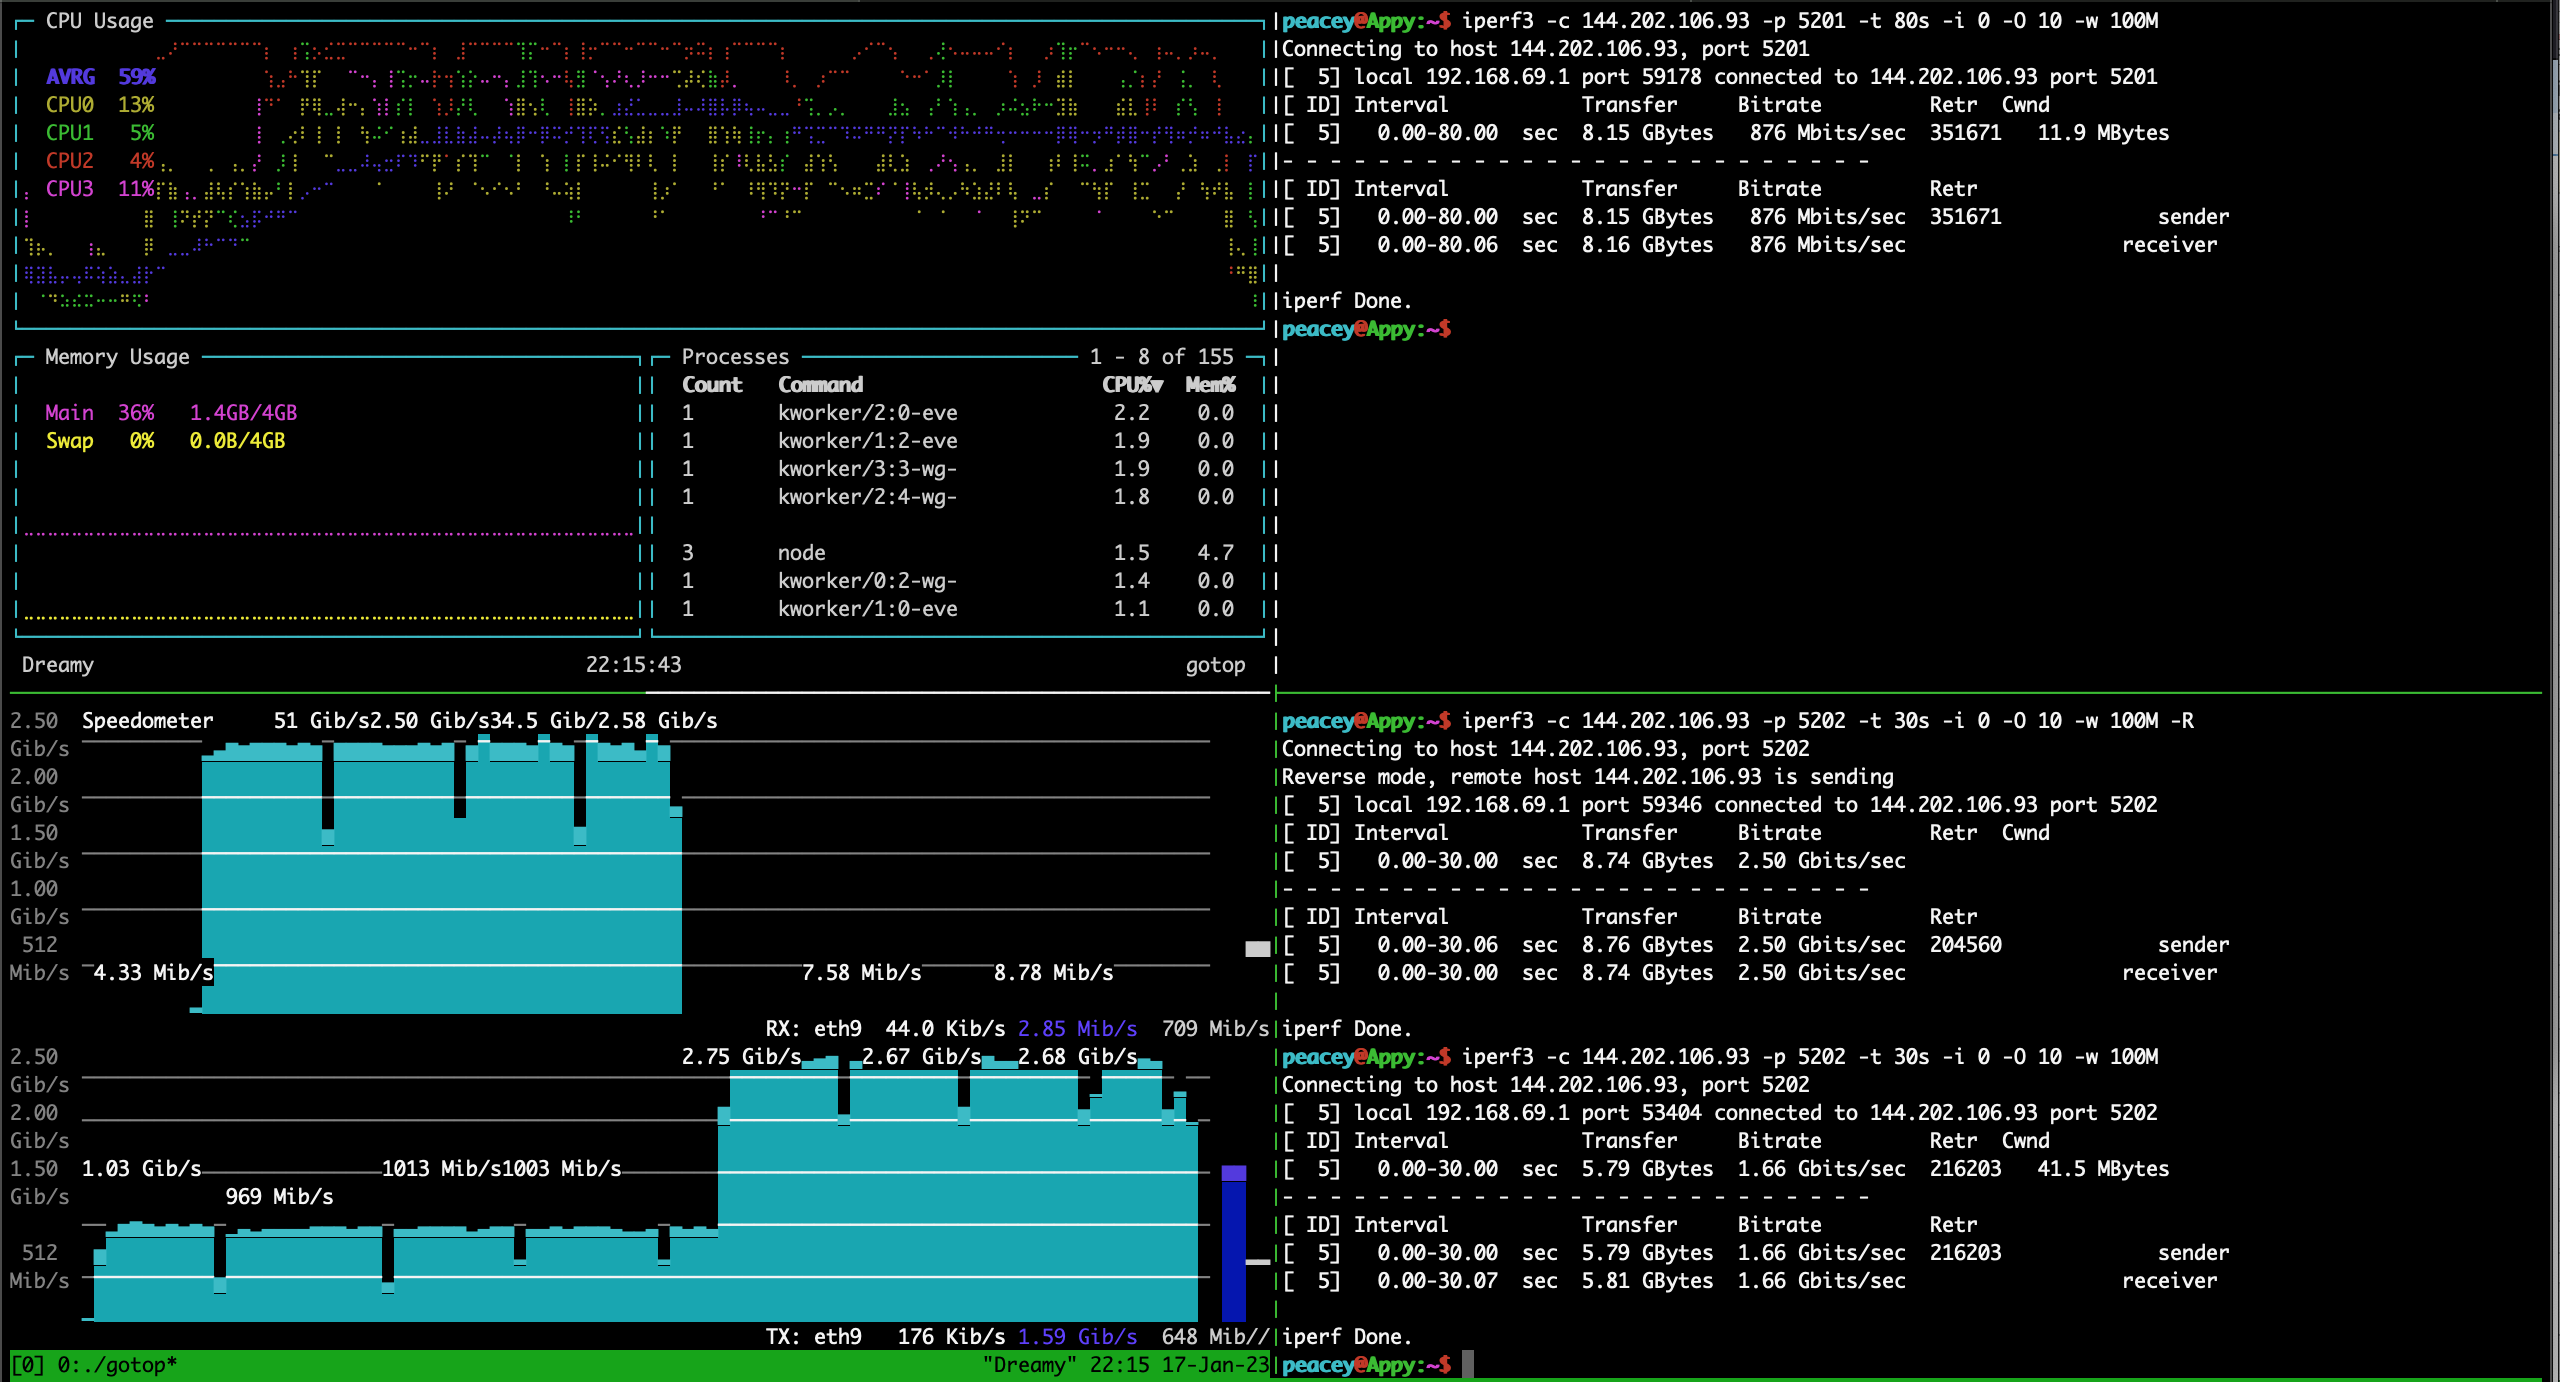 CPU Usage
AVRG 59%
CPU0 13%
CPU1 5%
CPU2 4%
CPU3 11%
Memory Usage
Main 36% 1.4GB/4GB
Swap 0% 0.0B/4GB
Processes 1 - 8 of 155
Count Command CPU%▼ Mem%
1 kworker/2:0-eve 2.2 0.0
1 kworker/1:2-eve 1.9 0.0
1 kworker/3:3-wg- 1.9 0.0
1 kworker/2:4-wg- 1.8 0.0
3 node 1.5 4.7
1 kworker/0:2-wg- 1.4 0.0
1 kworker/1:0-eve 1.1 0.0
Dreamy 22:15:43 gotop
peacey@Appy:~$ iperf3 -c 144.202.106.93 -p 5201 -t 80s -i 0 -O 10 -w 100M
Connecting to host 144.202.106.93, port 5201
[  5] local 192.168.69.1 port 59178 connected to 144.202.106.93 port 5201
[ ID] Interval Transfer Bitrate Retr Cwnd
[  5] 0.00-80.00 sec 8.15 GBytes 876 Mbits/sec 351671 11.9 MBytes
- - - - - - - - - - - - - - - - - - - - - - - - -
[ ID] Interval Transfer Bitrate Retr
[  5] 0.00-80.00 sec 8.15 GBytes 876 Mbits/sec 351671 sender
[  5] 0.00-80.06 sec 8.16 GBytes 876 Mbits/sec receiver
iperf Done.
peacey@Appy:~$
2.50 Speedometer 51 Gib/s2.50 Gib/s34.5 Gib/2.58 Gib/s
Gib/s
2.00
Gib/s
1.50
Gib/s
1.00
Gib/s
512
Mib/s 4.33 Mib/s 7.58 Mib/s 8.78 Mib/s
RX: eth9 44.0 Kib/s 2.85 Mib/s 709 Mib/s
2.50 2.75 Gib/s 2.67 Gib/s 2.68 Gib/s
Gib/s
2.00
Gib/s
1.50 1.03 Gib/s 1013 Mib/s1003 Mib/s
Gib/s 969 Mib/s
512
Mib/s
TX: eth9 176 Kib/s 1.59 Gib/s 648 Mib//
[0] 0:./gotop* "Dreamy" 22:15 17-Jan-23
peacey@Appy:~$ iperf3 -c 144.202.106.93 -p 5202 -t 30s -i 0 -O 10 -w 100M -R
Connecting to host 144.202.106.93, port 5202
Reverse mode, remote host 144.202.106.93 is sending
[  5] local 192.168.69.1 port 59346 connected to 144.202.106.93 port 5202
[ ID] Interval Transfer Bitrate Retr Cwnd
[  5] 0.00-30.00 sec 8.74 GBytes 2.50 Gbits/sec
- - - - - - - - - - - - - - - - - - - - - - - - -
[ ID] Interval Transfer Bitrate Retr
[  5] 0.00-30.06 sec 8.76 GBytes 2.50 Gbits/sec 204560 sender
[  5] 0.00-30.00 sec 8.74 GBytes 2.50 Gbits/sec receiver
iperf Done.
peacey@Appy:~$ iperf3 -c 144.202.106.93 -p 5202 -t 30s -i 0 -O 10 -w 100M
Connecting to host 144.202.106.93, port 5202
[  5] local 192.168.69.1 port 53404 connected to 144.202.106.93 port 5202
[ ID] Interval Transfer Bitrate Retr Cwnd
[  5] 0.00-30.00 sec 5.79 GBytes 1.66 Gbits/sec 216203 41.5 MBytes
- - - - - - - - - - - - - - - - - - - - - - - - -
[ ID] Interval Transfer Bitrate Retr
[  5] 0.00-30.00 sec 5.79 GBytes 1.66 Gbits/sec 216203 sender
[  5] 0.00-30.07 sec 5.81 GBytes 1.66 Gbits/sec receiver
iperf Done.
peacey@Appy:~$